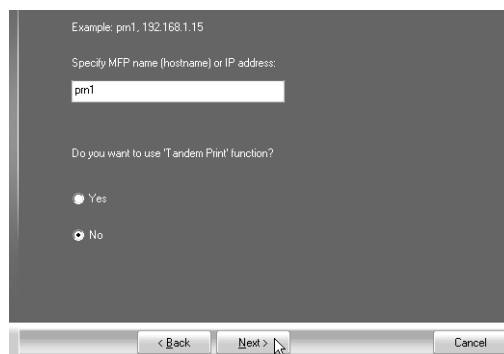 Example: prn1, 192.168.1.15
Specify MFP name (hostname) or IP address:
prn1
Do you want to use 'Tandem Print' function?
Yes
No
< Back
Next >
Cancel